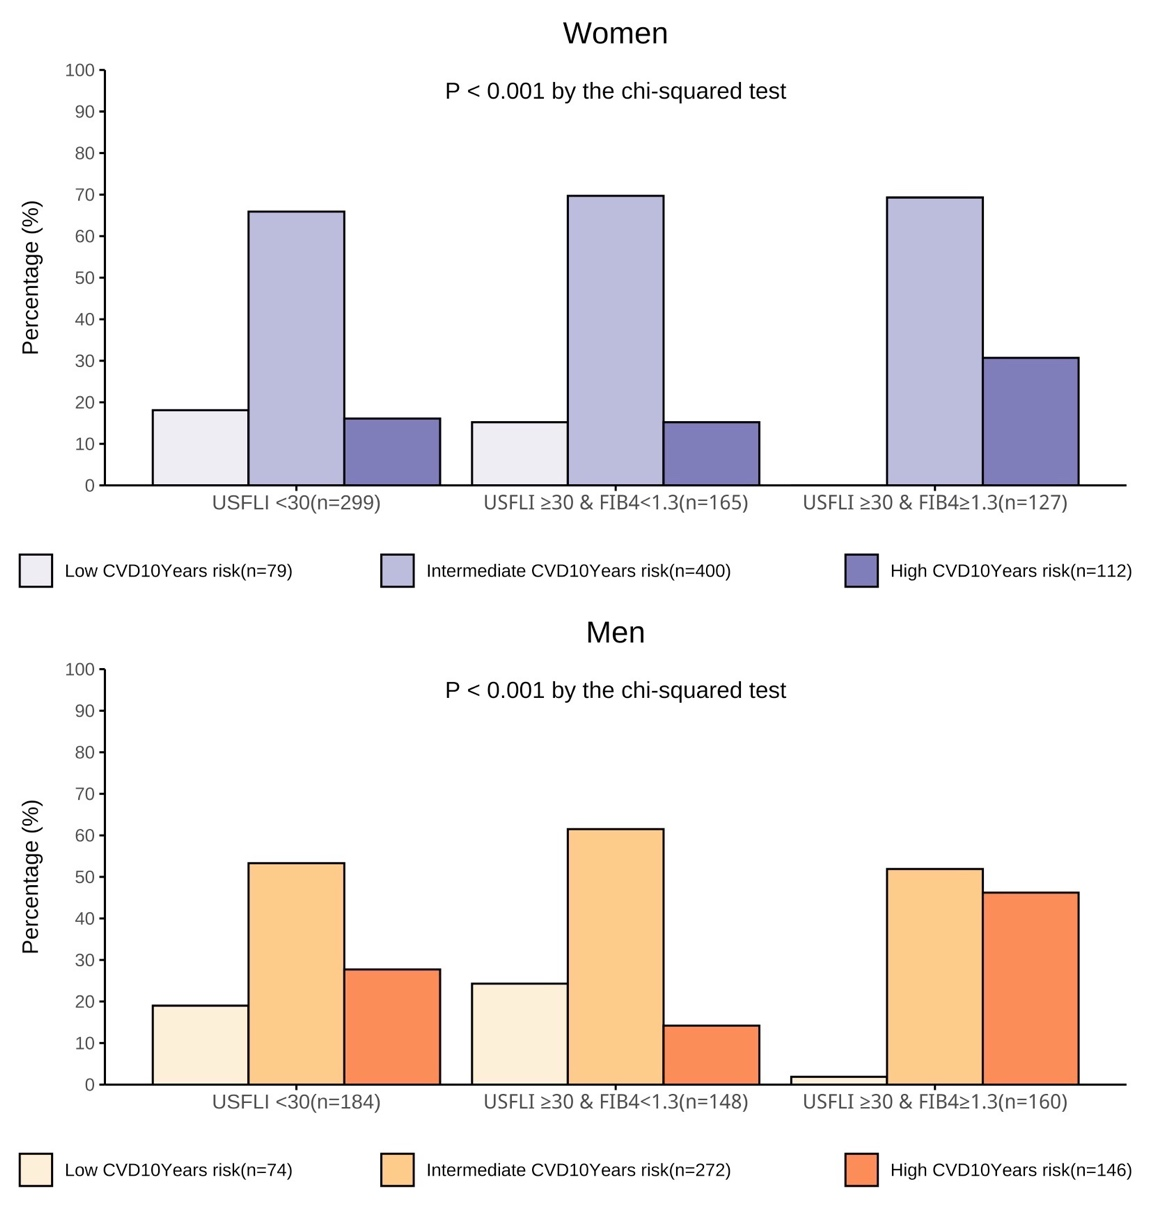 Women
P < 0.001 by the chi-squared test
Percentage (%)
100
90
80
70
60
50
40
30
20
10
0
USFLI <30(n=299) USFLI ≥30 & FIB4<1.3(n=165) USFLI ≥30 & FIB4≥1.3(n=127)
Low CVD10Years risk(n=79) Intermediate CVD10Years risk(n=400) High CVD10Years risk(n=112)
Men
P < 0.001 by the chi-squared test
Percentage (%)
100
90
80
70
60
50
40
30
20
10
0
USFLI <30(n=184) USFLI ≥30 & FIB4<1.3(n=148) USFLI ≥30 & FIB4≥1.3(n=160)
Low CVD10Years risk(n=74) Intermediate CVD10Years risk(n=272) High CVD10Years risk(n=146)